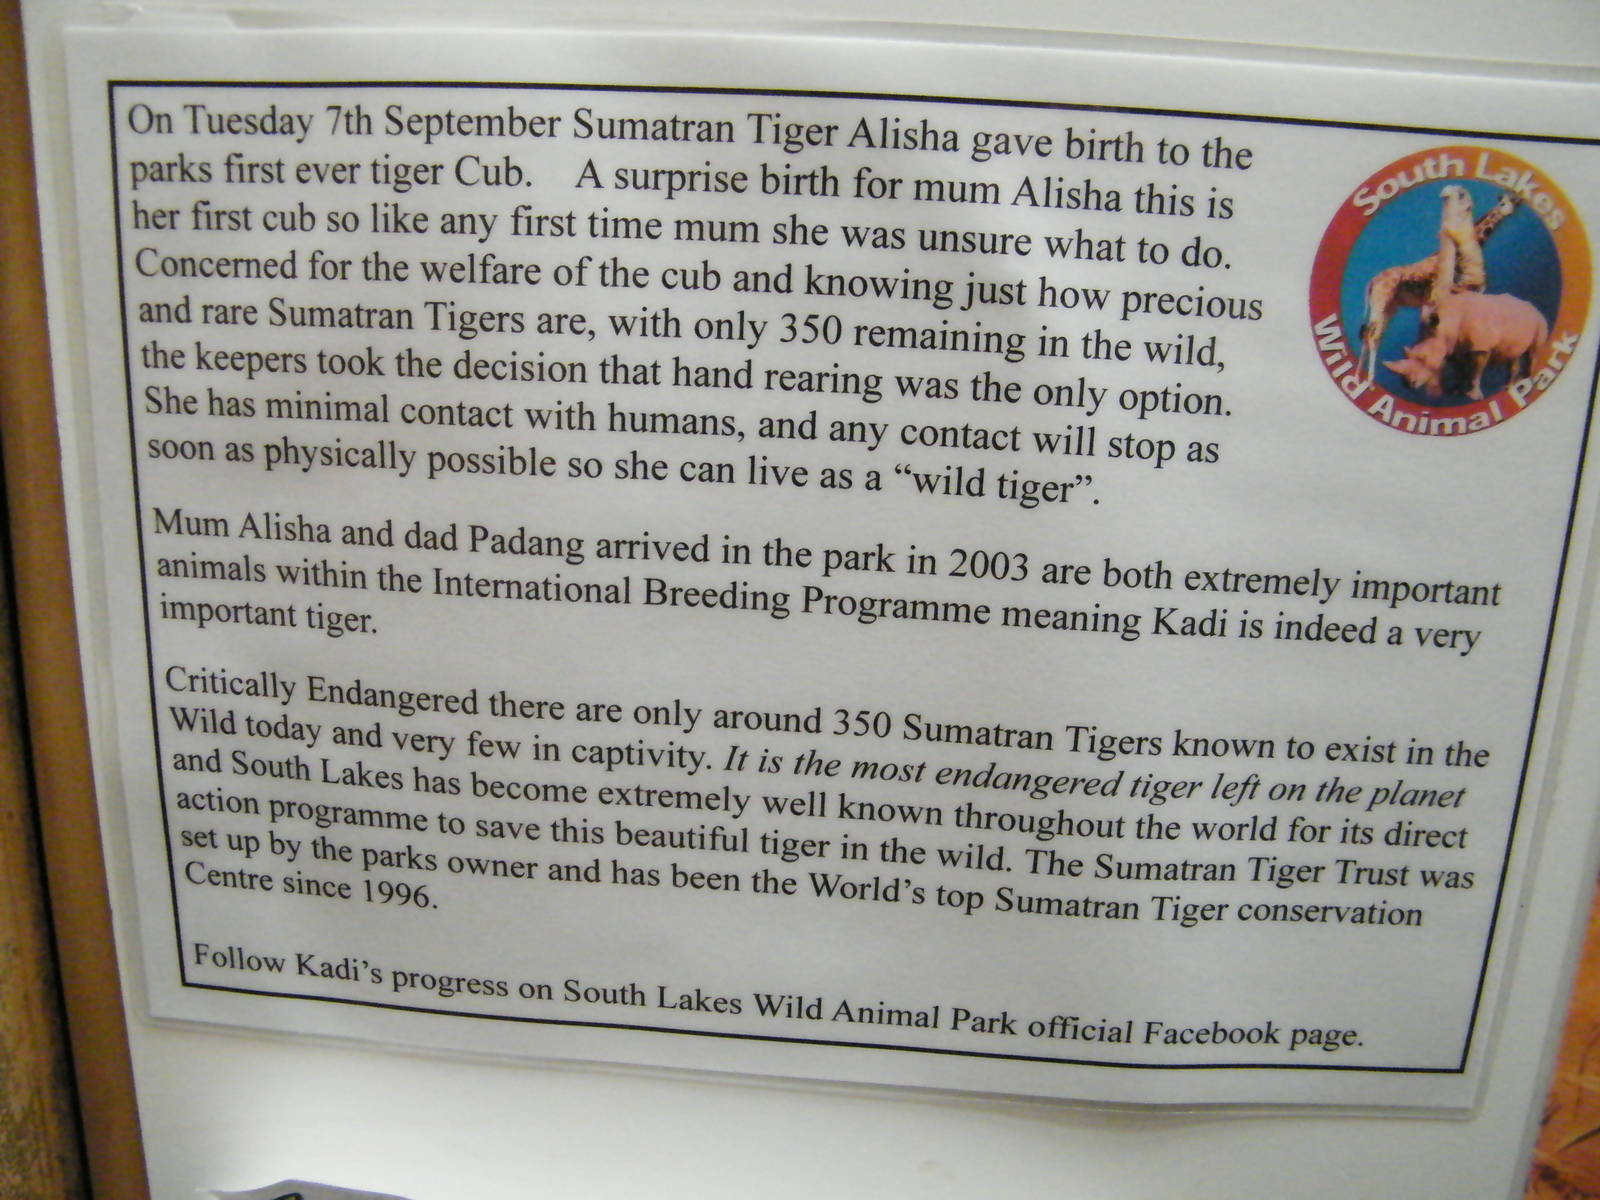 On Tuesday 7th September Sumatran Tiger Alisha gave birth to the
parks first ever tiger Cub. A surprise birth for mum Alisha this is
her first cub so like any first time mum she was unsure what to do.
Concerned for the welfare of the cub and knowing just how precious
and rare Sumatran Tigers are, with only 350 remaining in the wild,
the keepers took the decision that hand rearing was the only option.
She has minimal contact with humans, and any contact will stop as
soon as physically possible so she can live as a “wild tiger”.
South Lakes
Wild Animal Park
Mum Alisha and dad Padang arrived in the park in 2003 are both extremely important
animals within the International Breeding Programme meaning Kadi is indeed a very
important tiger.
Critically Endangered there are only around 350 Sumatran Tigers known to exist in the
Wild today and very few in captivity. It is the most endangered tiger left on the planet
and South Lakes has become extremely well known throughout the world for its direct
action programme to save this beautiful tiger in the wild. The Sumatran Tiger Trust was
set up by the parks owner and has been the World’s top Sumatran Tiger conservation
Centre since 1996.
Follow Kadi’s progress on South Lakes Wild Animal Park official Facebook page.